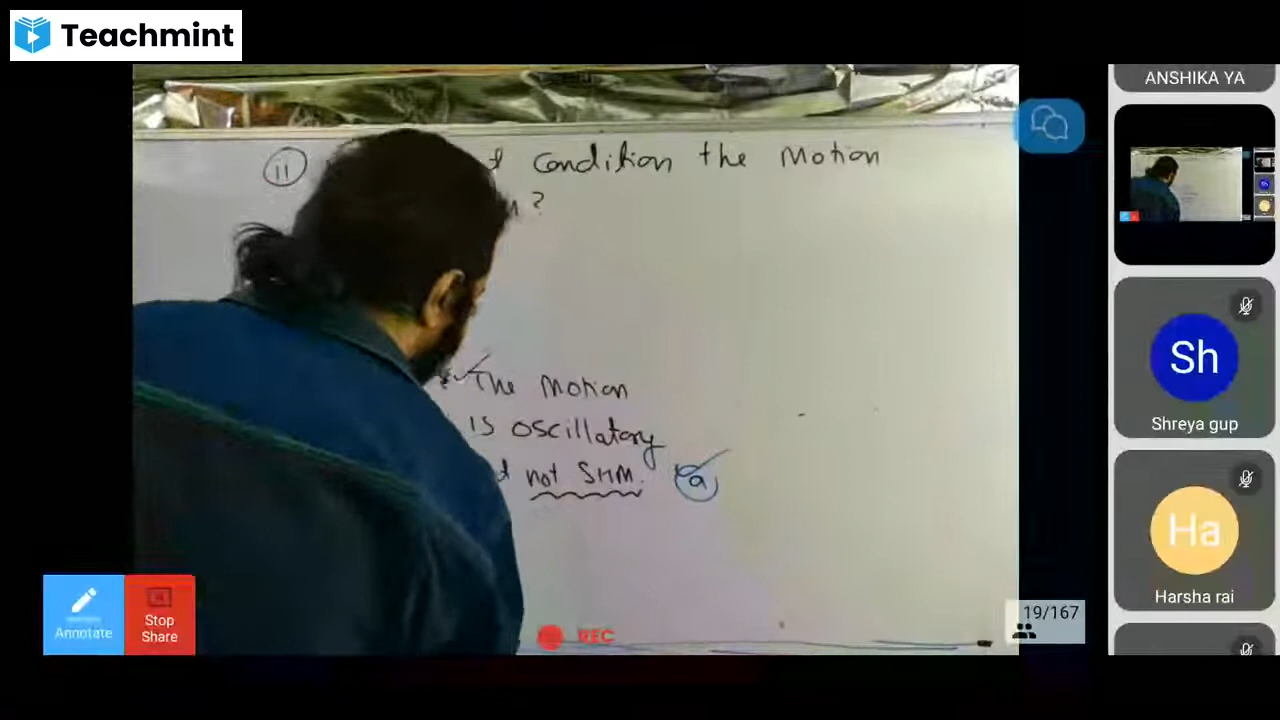 Teachmint
ANSHIKA YA
11 condition the Motion
?
The Motion
is oscillatory
not SHM. a
Sh
Shreya gup
Ha
Harsha rai
Annotate
Stop
Share
REC
19/167